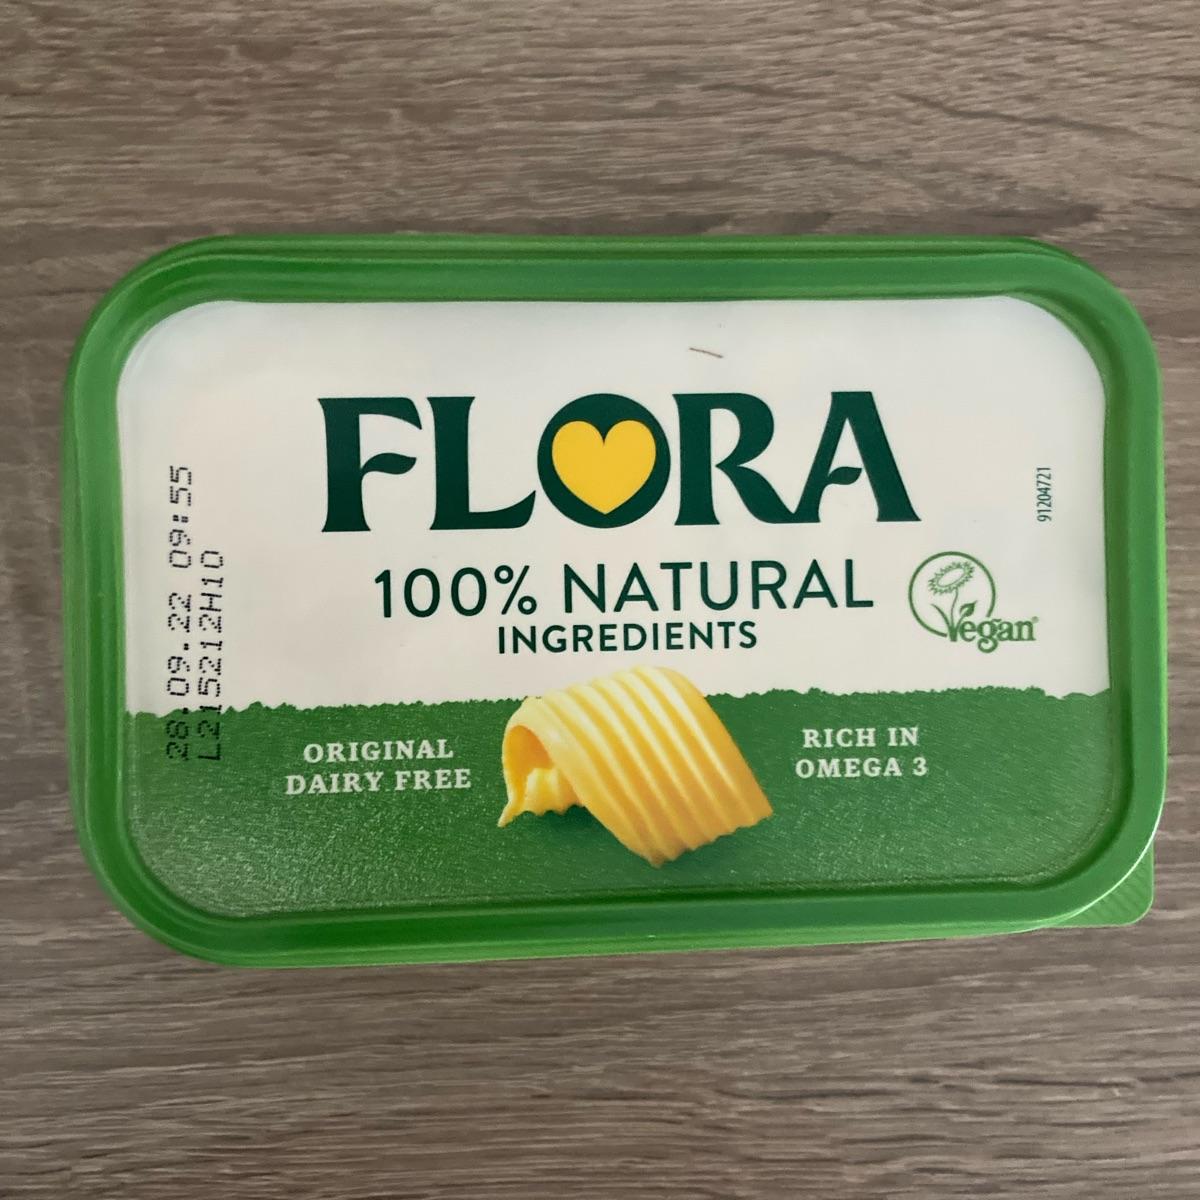 FLORA
100% NATURAL
INGREDIENTS
Vegan
ORIGINAL
DAIRY FREE
RICH IN
OMEGA 3
28.09.22 09:55
L215212H10
91204721